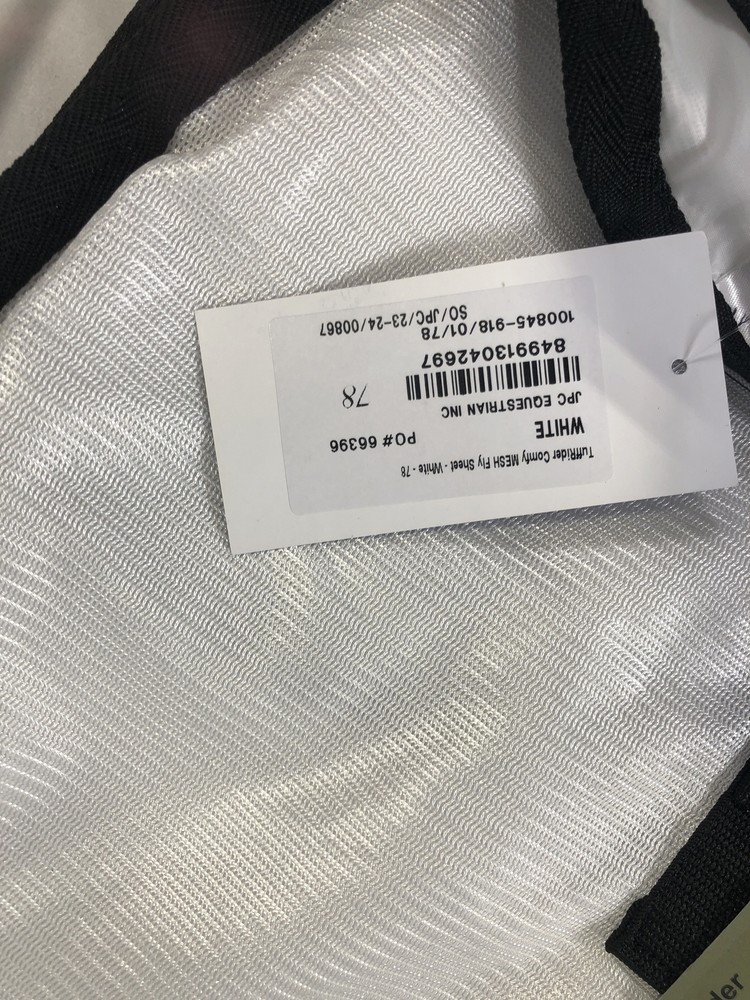 TuffRider Comfy MESH Fly Sheet - White - 78
WHITE
PO# 66396
JPC EQUESTRIAN INC
78
849913042697
100845-918/01/78
SO/JPC/23-24/00867